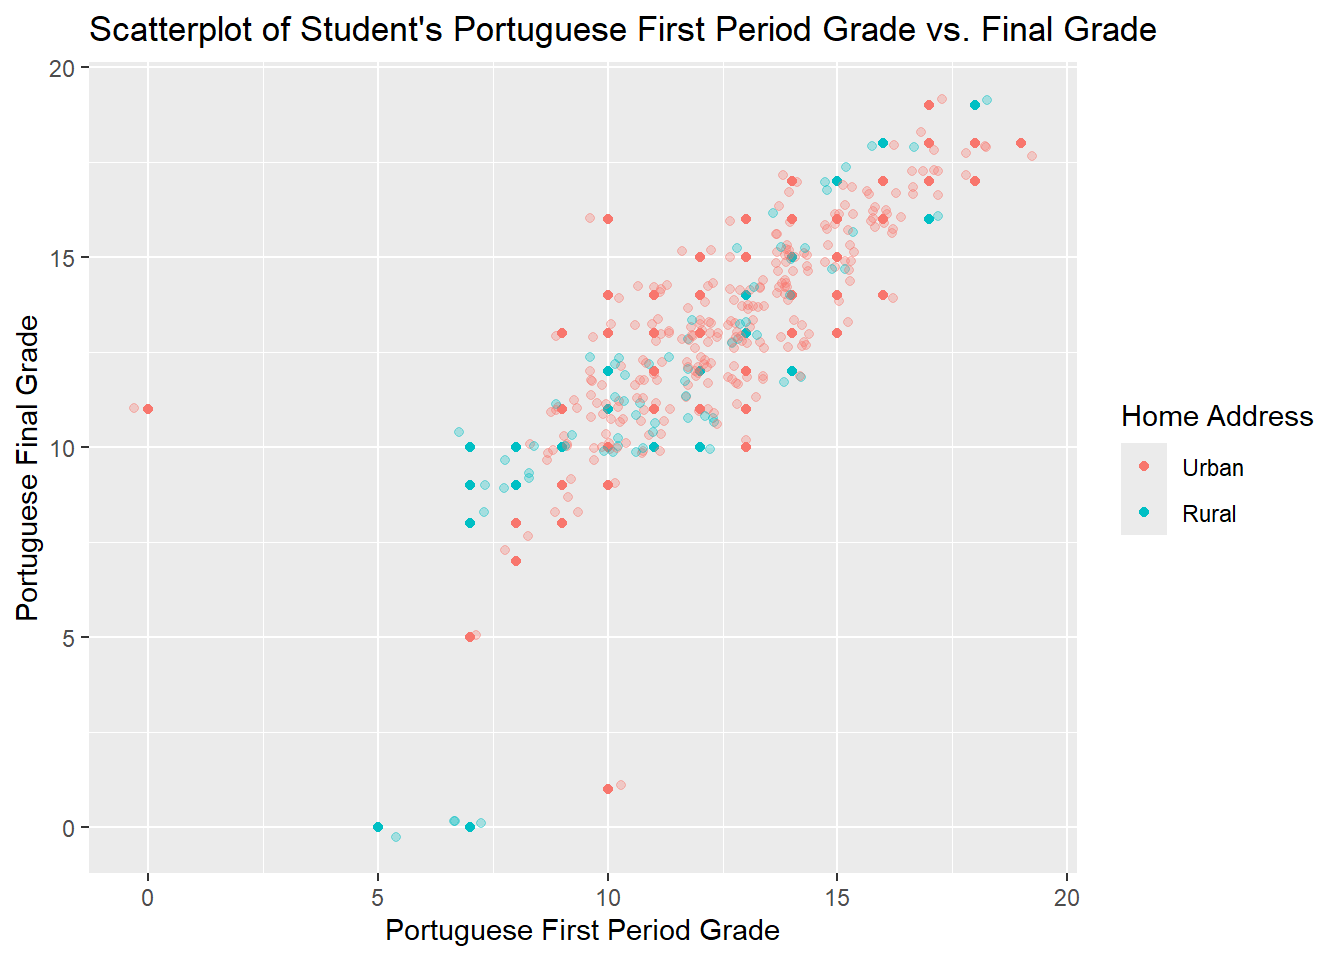 Scatterplot of Student's Portuguese First Period Grade vs. Final Grade
20
15
10
5
0
Portuguese Final Grade
0 5 10 15 20
Portuguese First Period Grade
Home Address
Urban
Rural